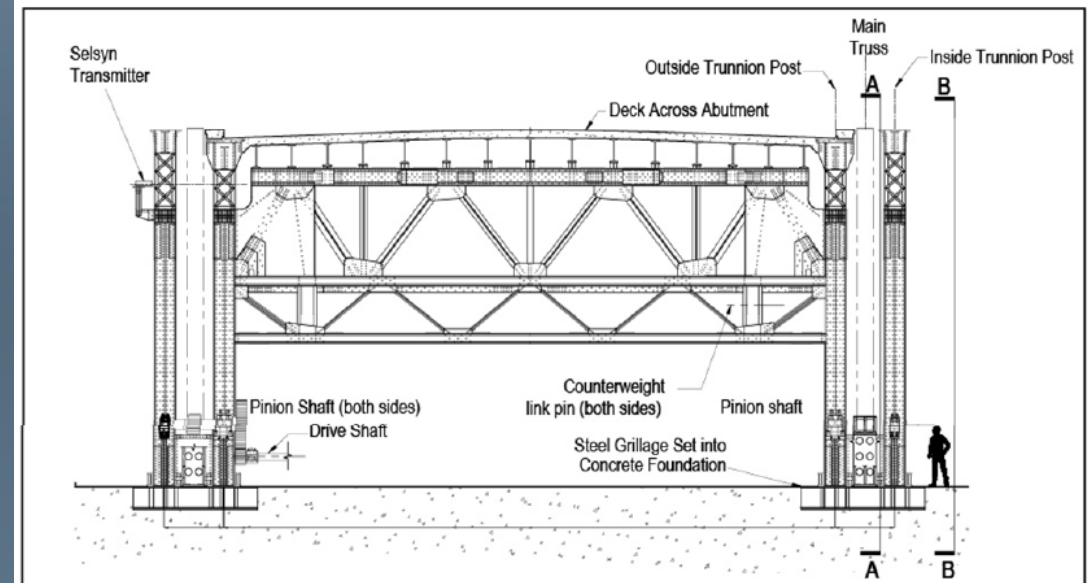 Selsyn
Transmitter
Main
Truss
Outside Trunnion Post
Inside Trunnion Post
A
B
Deck Across Abutment
Counterweight
link pin (both sides)
Pinion Shaft (both sides)
Pinion shaft
Drive Shaft
Steel Grillage Set into
Concrete Foundation
A
B